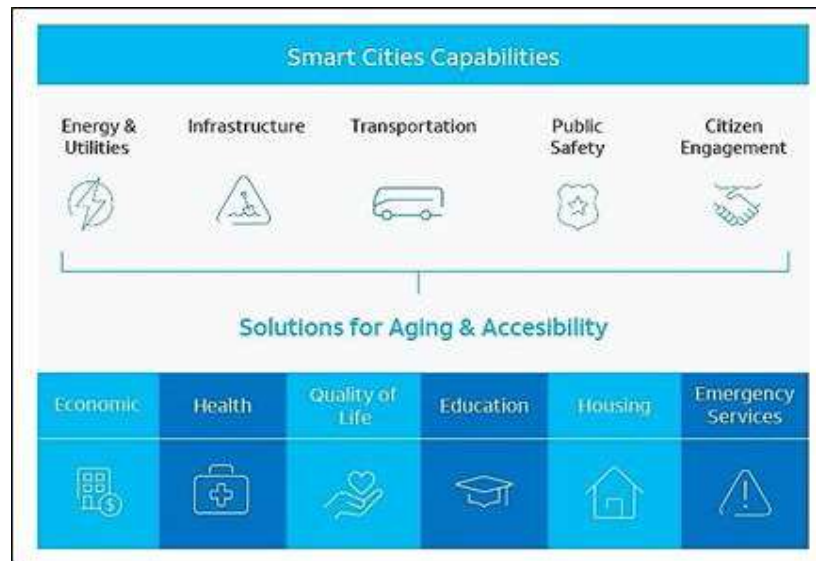 Smart Cities Capabilities
Energy &
Utilities
Infrastructure
Transportation
Public
Safety
Citizen
Engagement
Solutions for Aging & Accesibility
Economic
Health
Quality of
Life
Education
Housing
Emergency
Services